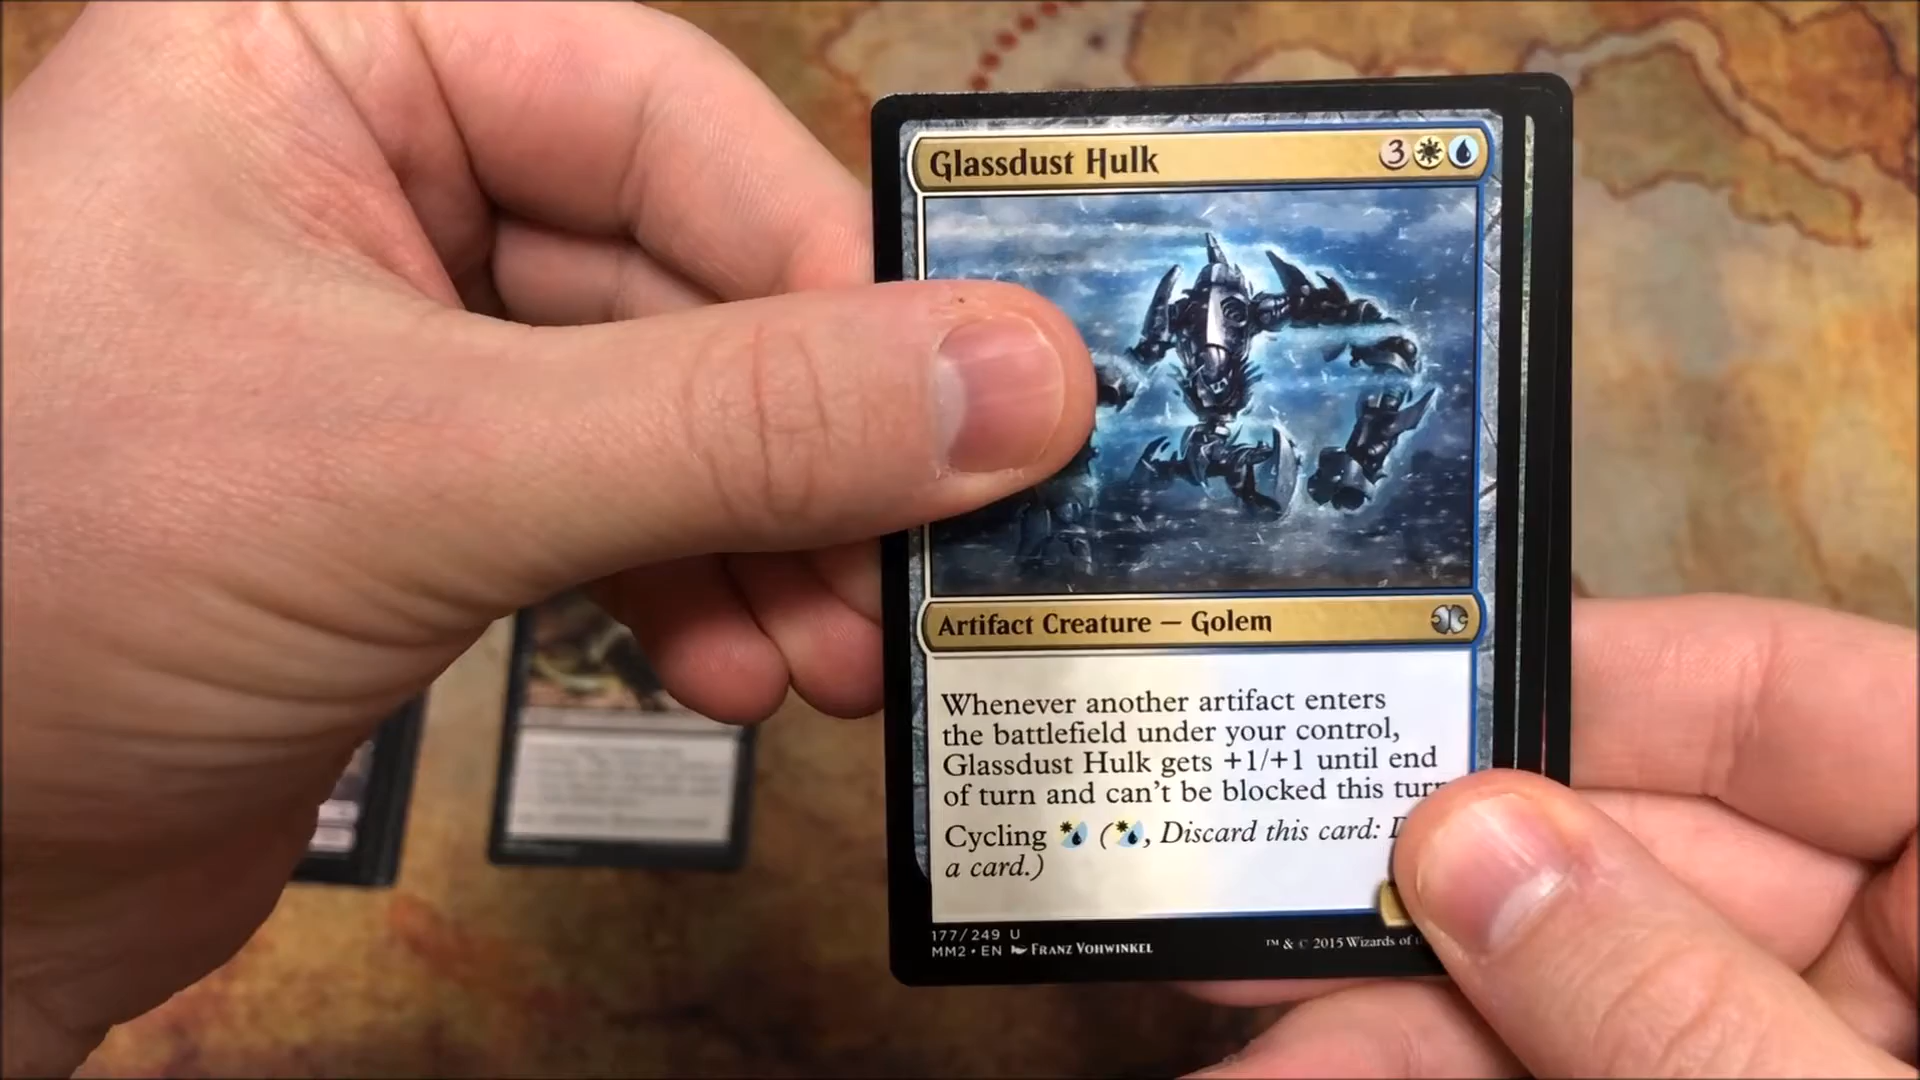 Glassdust Hulk 3
Artifact Creature — Golem
Whenever another artifact enters
the battlefield under your control,
Glassdust Hulk gets +1/+1 until end
of turn and can't be blocked this turn
Cycling (, Discard this card:
a card.)
177/249 U
MM2 • EN FRANZ VOHWINKEL
™ & © 2015 Wizards of